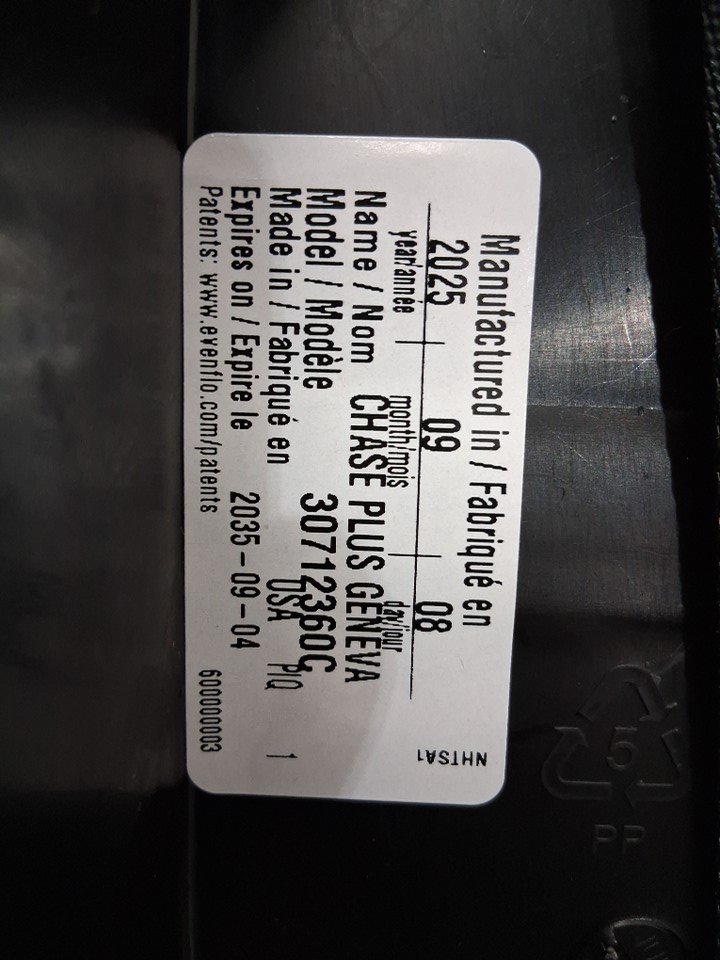 Manufactured in / Fabriqué en
2025 09 08
year/année month/mois day/jour
Name / Nom CHASE PLUS GENEVA
Model / Modèle 30712360C
Made in / Fabriqué en USA PIQ 1
Expires on / Expire le 2035-09-04
Patents: www.evenflo.com/patents 600000003
NHTSA1
5
PP